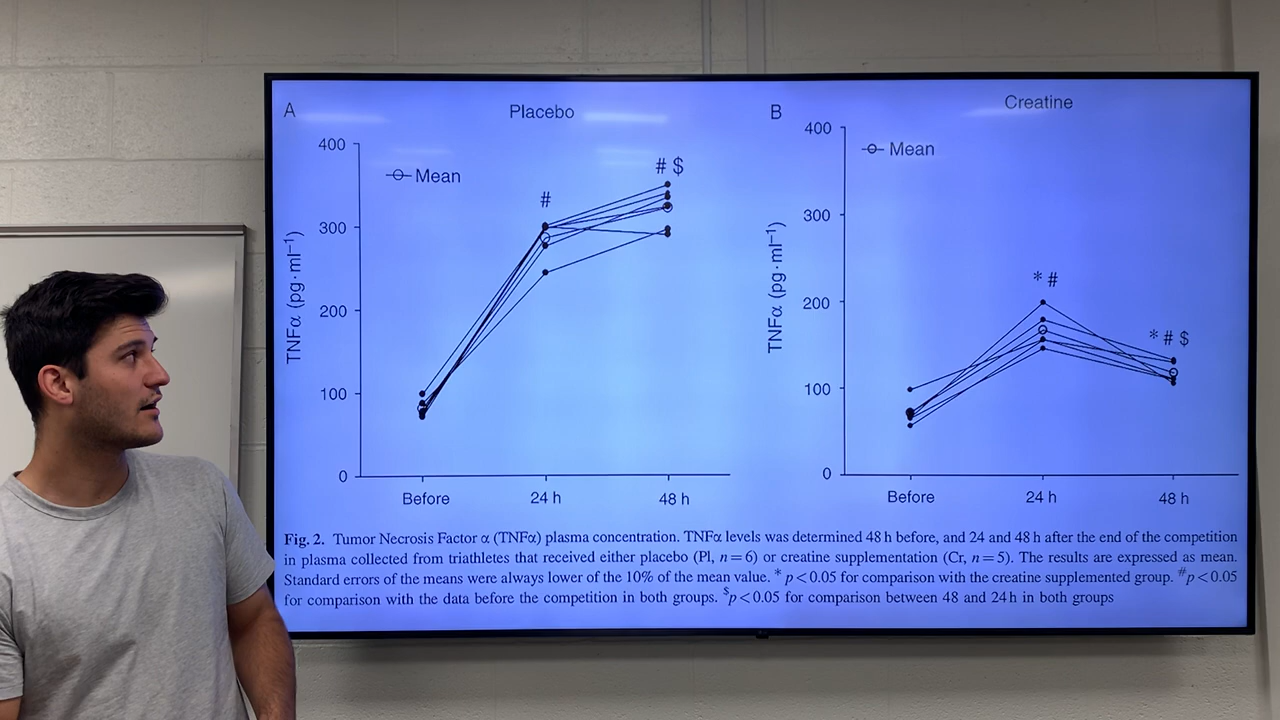 A
Placebo
400
Mean
# $
#
300
TNFα (pg·ml⁻¹)
200
100
0
Before
24 h
48 h
B
Creatine
400
Mean
300
TNFα (pg·ml⁻¹)
* #
200
* # $
100
0
Before
24 h
48 h
Fig. 2. Tumor Necrosis Factor α (TNFα) plasma concentration. TNFα levels was determined 48 h before, and 24 and 48 h after the end of the competition
in plasma collected from triathletes that received either placebo (Pl, n=6) or creatine supplementation (Cr, n=5). The results are expressed as mean.
Standard errors of the means were always lower of the 10% of the mean value. * p<0.05 for comparison with the creatine supplemented group. #p<0.05
for comparison with the data before the competition in both groups. $p<0.05 for comparison between 48 and 24 h in both groups